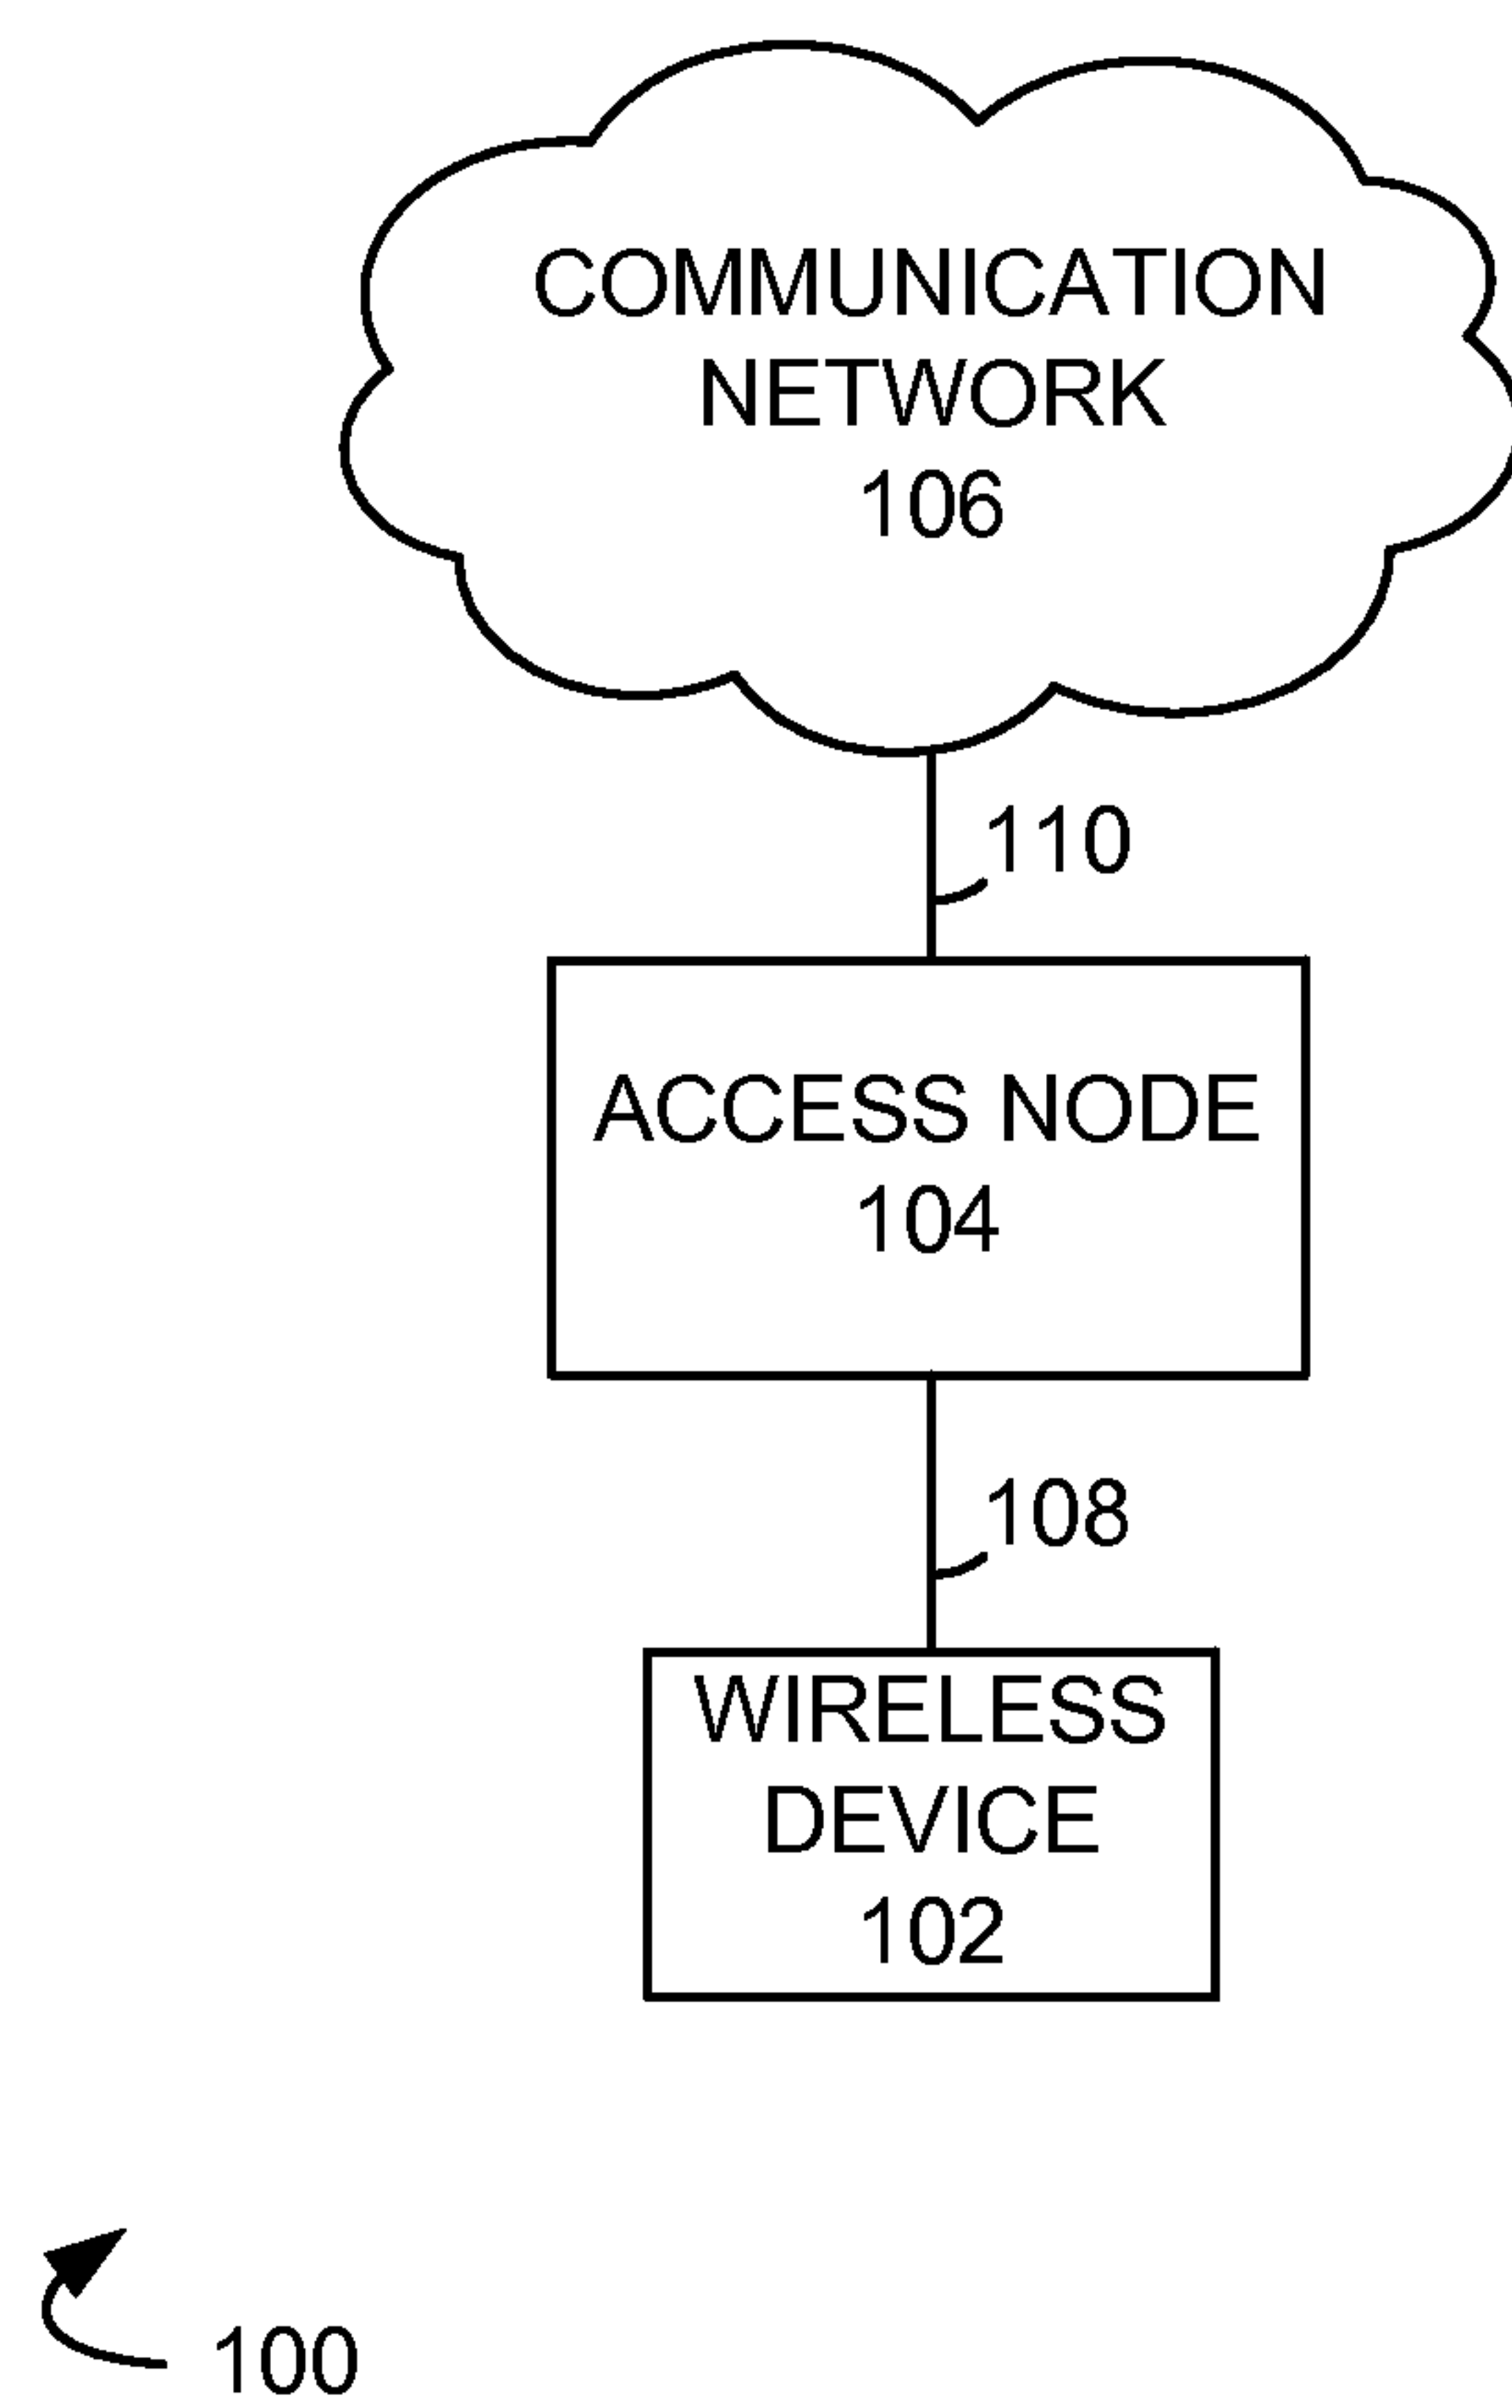 COMMUNICATION
NETWORK
106
110
ACCESS NODE
104
108
WIRELESS
DEVICE
102
100